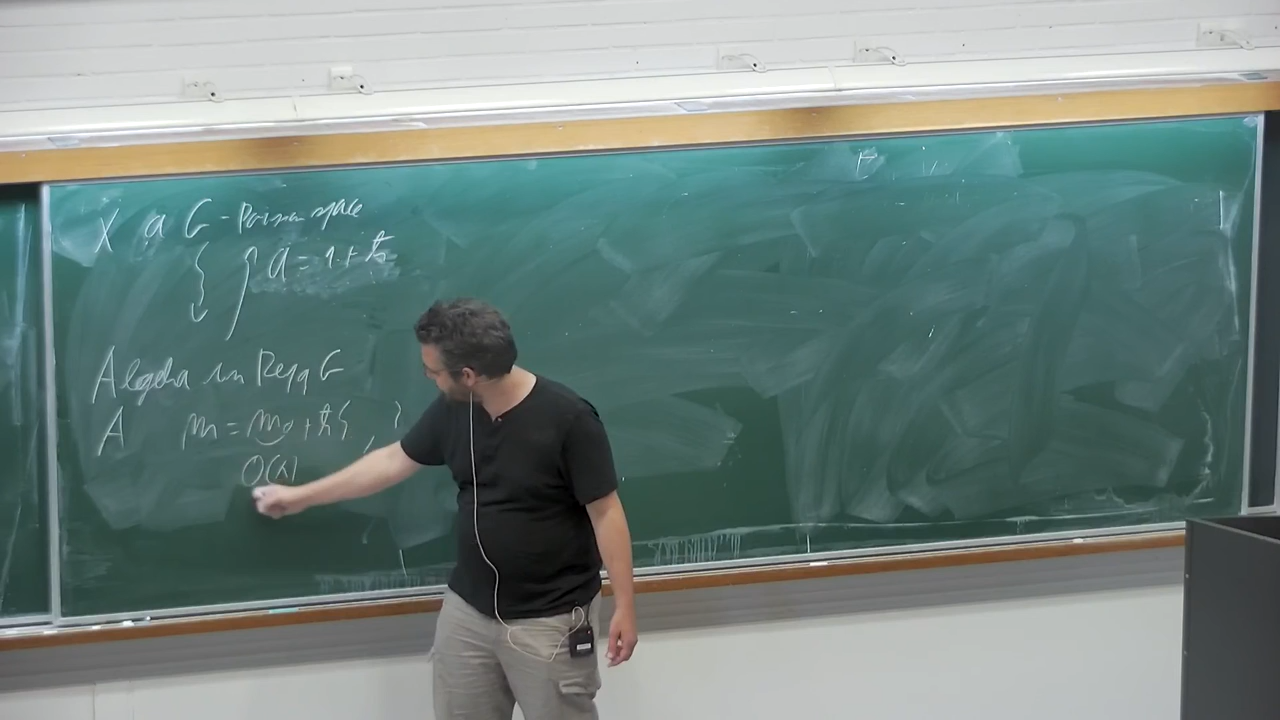 X a G-Poisson space
q = 1 + ħ
Algebra in Rep_q G
A m = m_0 + ħ{ , }
O(X)